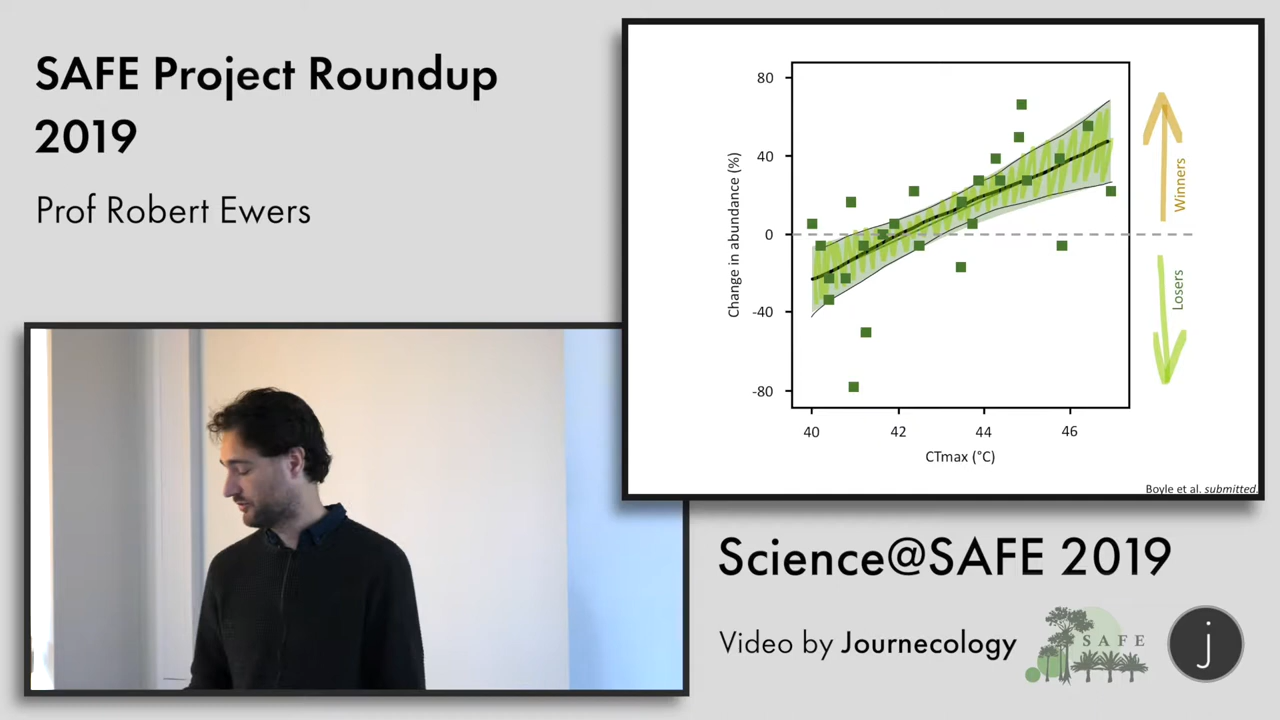 SAFE Project Roundup
2019
Prof Robert Ewers
80
40
0
-40
-80
Change in abundance (%)
40 42 44 46
CTmax (°C)
Winners
Losers
Boyle et al. submitted.
Science@SAFE 2019
Video by Journecology
SAFE
j